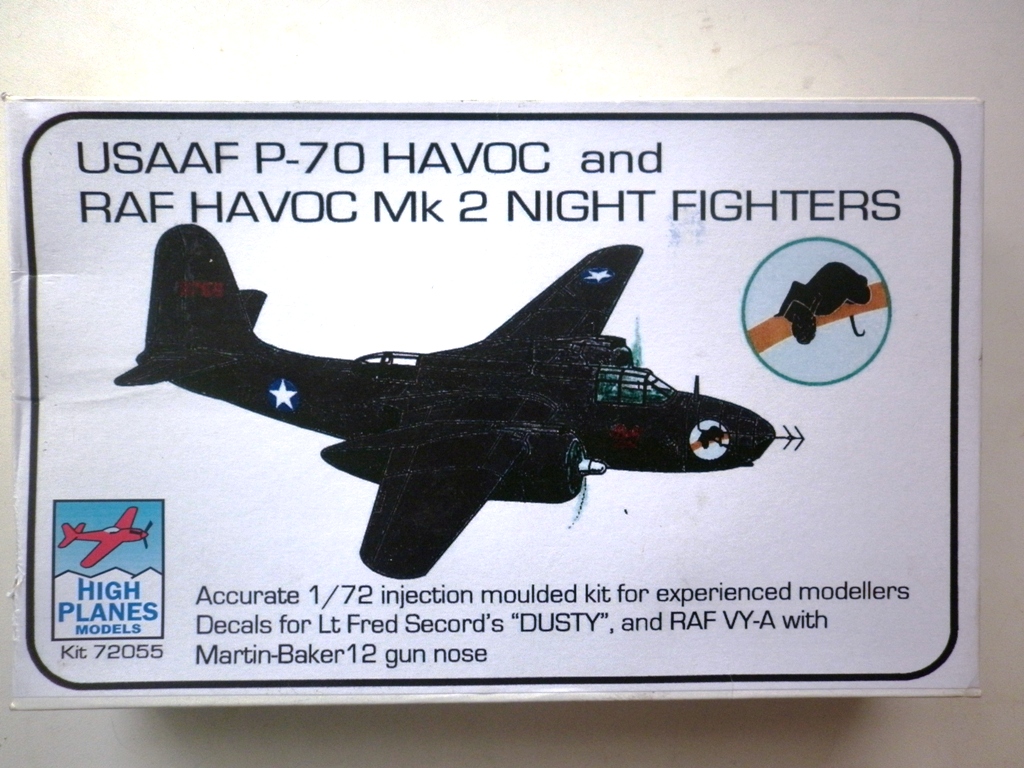 USAAF P-70 HAVOC and
RAF HAVOC Mk 2 NIGHT FIGHTERS
HIGH
PLANES
MODELS
Kit 72055
Accurate 1/72 injection moulded kit for experienced modellers
Decals for Lt Fred Secord's "DUSTY", and RAF VY-A with
Martin-Baker12 gun nose